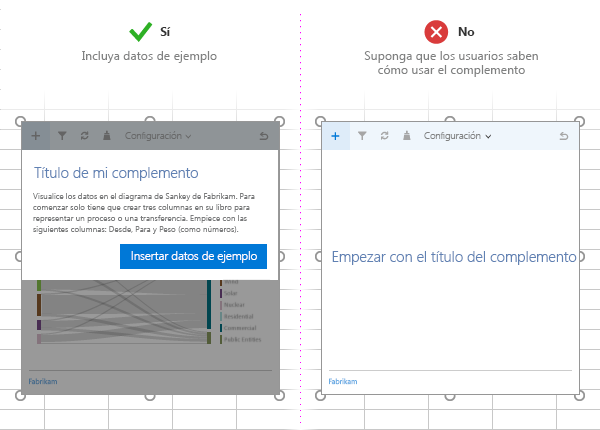 Sí
Incluya datos de ejemplo
Configuración
Título de mi complemento
Visualice los datos en el diagrama de Sankey de Fabrikam. Para
comenzar solo tiene que crear tres columnas en su libro para
representar un proceso o una transferencia. Empiece con las
siguientes columnas: Desde, Para y Peso (como números).
Insertar datos de ejemplo
Solar
Nuclear
Residential
Commercial
Public Entities
Fabrikam
No
Suponga que los usuarios saben
cómo usar el complemento
Configuración
Empezar con el título del complemento
Fabrikam